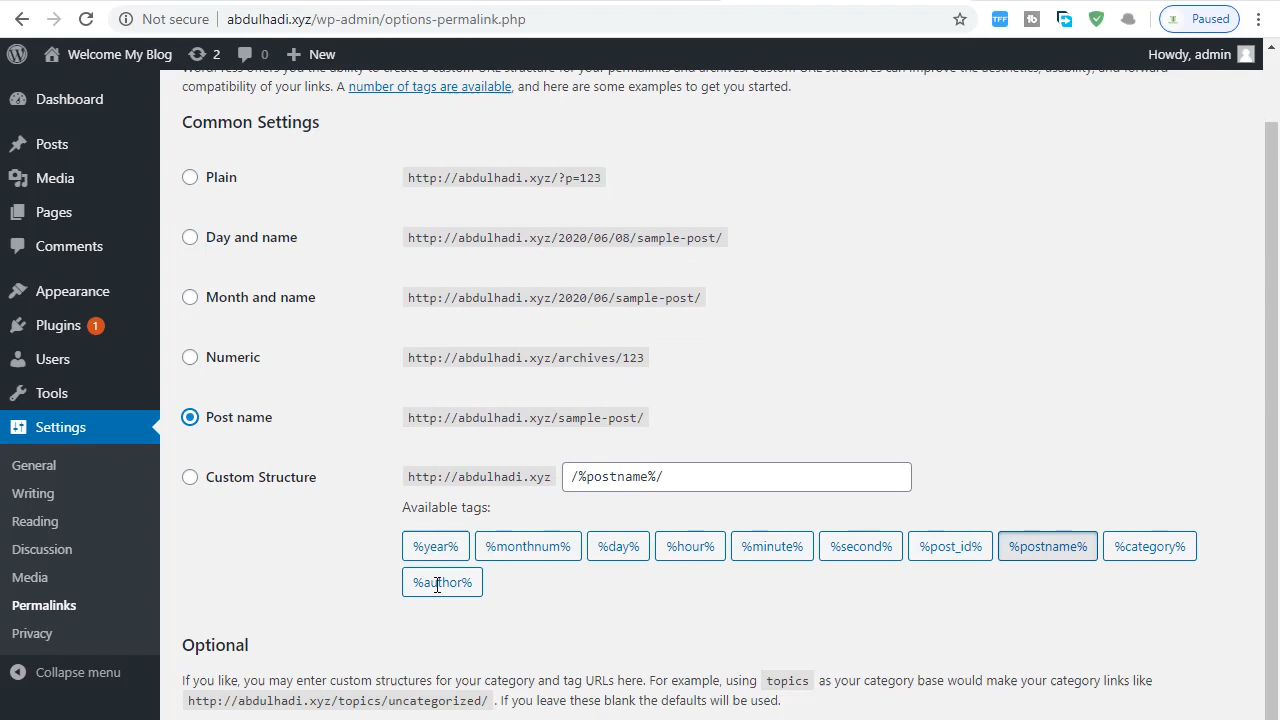 Not secure abdulhadi.xyz/wp-admin/options-permalink.php TFF Paused
Welcome My Blog 2 0 New Howdy, admin
compatibility of your links. A number of tags are available, and here are some examples to get you started.
Dashboard
Posts
Media
Pages
Comments
Appearance
Plugins 1
Users
Tools
Settings
General
Writing
Reading
Discussion
Media
Permalinks
Privacy
Collapse menu
Common Settings
Plain http://abdulhadi.xyz/?p=123
Day and name http://abdulhadi.xyz/2020/06/08/sample-post/
Month and name http://abdulhadi.xyz/2020/06/sample-post/
Numeric http://abdulhadi.xyz/archives/123
Post name http://abdulhadi.xyz/sample-post/
Custom Structure http://abdulhadi.xyz /%postname%/
Available tags:
%year% %monthnum% %day% %hour% %minute% %second% %post_id% %postname% %category%
%author%
Optional
If you like, you may enter custom structures for your category and tag URLs here. For example, using topics as your category base would make your category links like
http://abdulhadi.xyz/topics/uncategorized/ . If you leave these blank the defaults will be used.